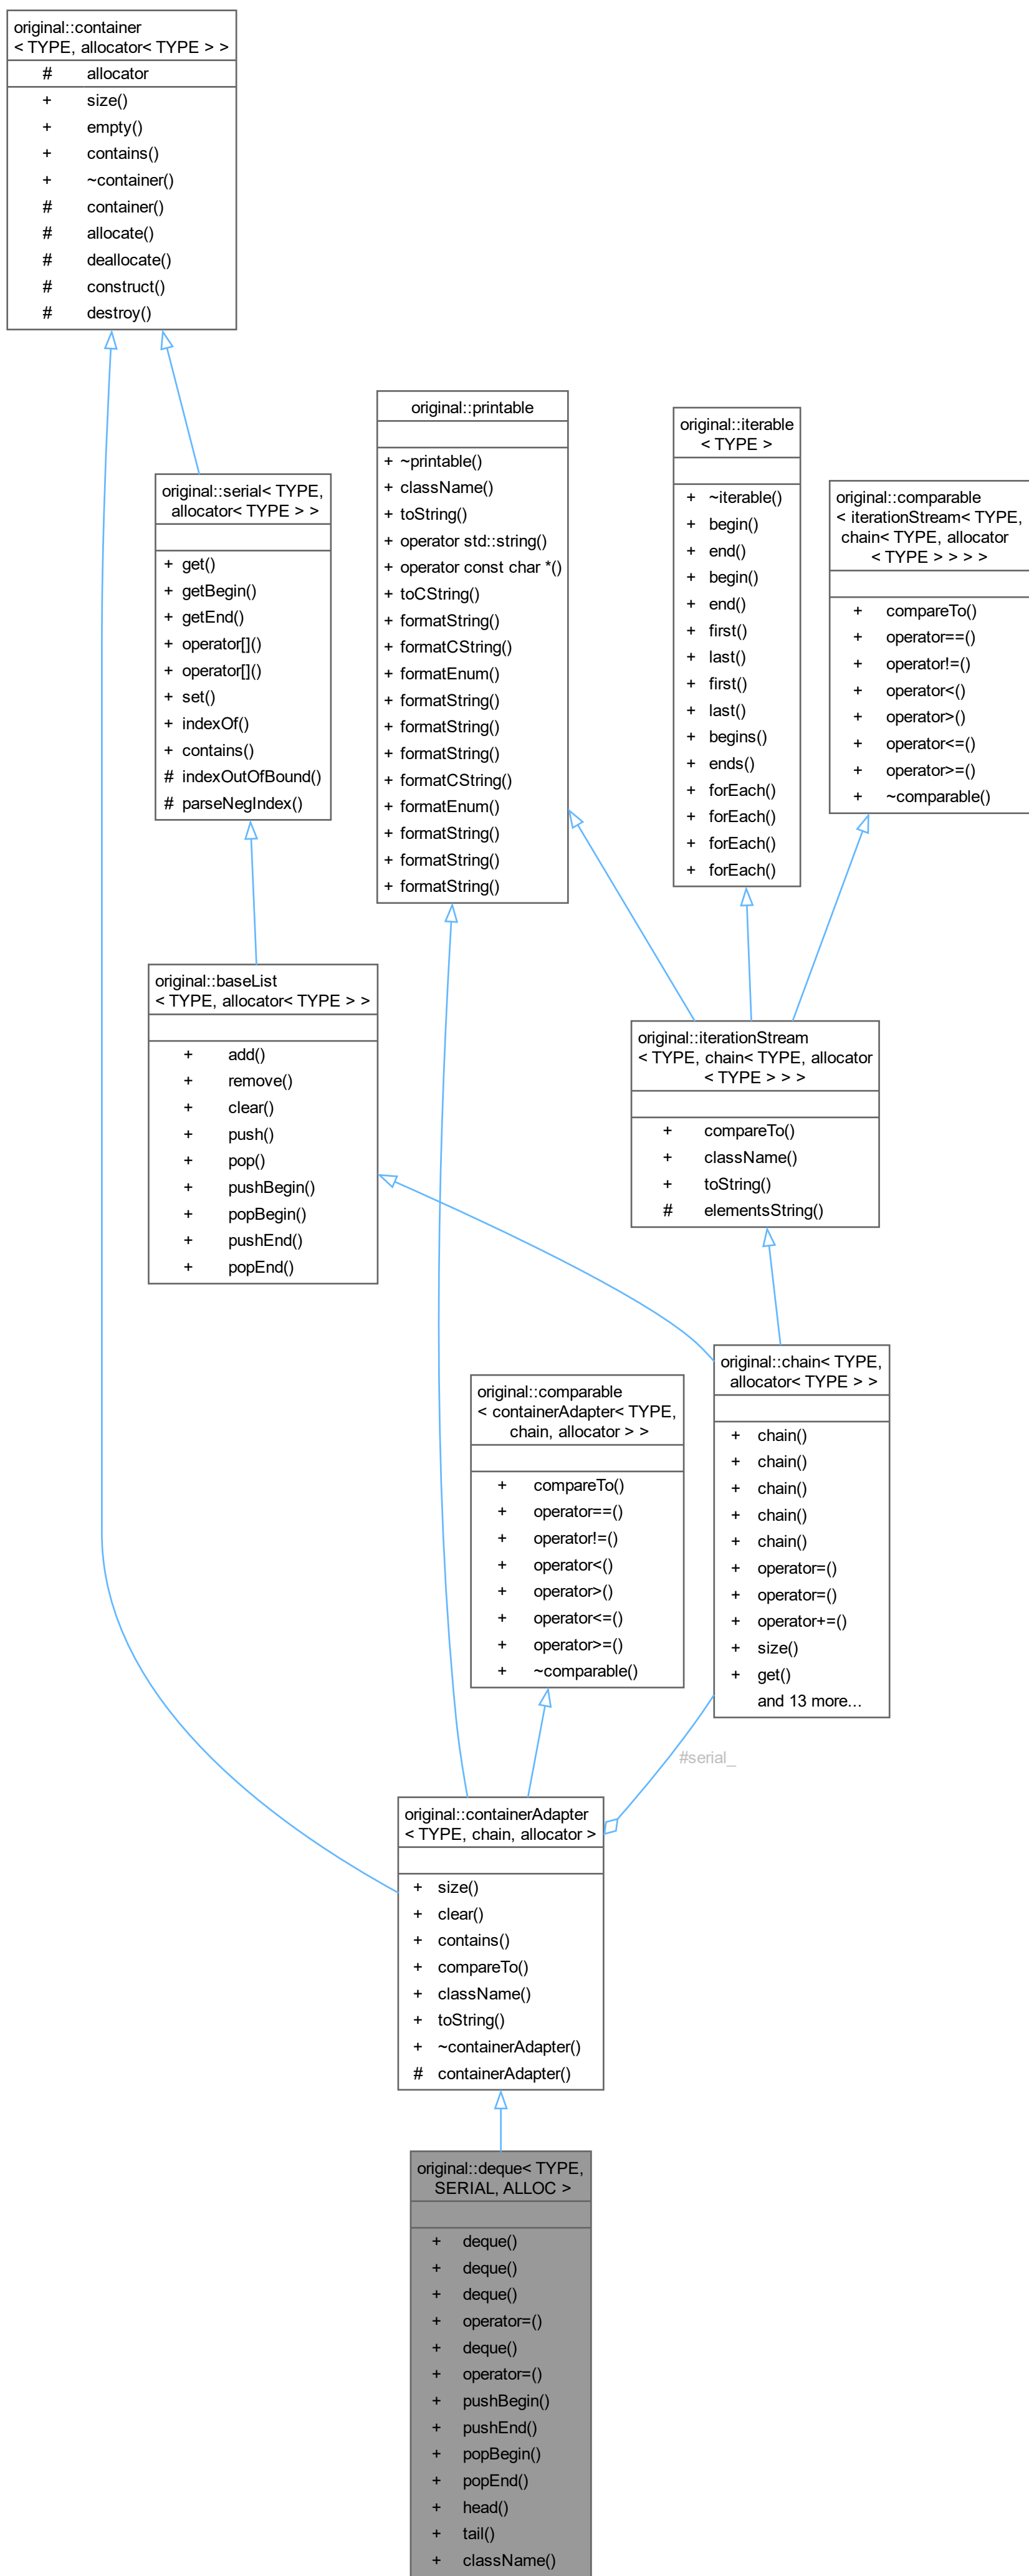 original::container
< TYPE, allocator< TYPE > >
# allocator
+ size()
+ empty()
+ contains()
+ ~container()
# container()
# allocate()
# deallocate()
# construct()
# destroy()
original::printable
+ ~printable()
+ className()
+ toString()
+ operator std::string()
+ operator const char *()
+ toCString()
+ formatString()
+ formatCString()
+ formatEnum()
+ formatString()
+ formatString()
+ formatString()
+ formatCString()
+ formatEnum()
+ formatString()
+ formatString()
+ formatString()
original::iterable
< TYPE >
+ ~iterable()
+ begin()
+ end()
+ begin()
+ end()
+ first()
+ last()
+ first()
+ last()
+ begins()
+ ends()
+ forEach()
+ forEach()
+ forEach()
+ forEach()
original::serial< TYPE,
allocator< TYPE > >
+ get()
+ getBegin()
+ getEnd()
+ operator[]()
+ operator[]()
+ set()
+ indexOf()
+ contains()
# indexOutOfBound()
# parseNegIndex()
original::comparable
< iterationStream< TYPE,
chain< TYPE, allocator
< TYPE > > > >
+ compareTo()
+ operator==()
+ operator!=()
+ operator<()
+ operator>()
+ operator<=()
+ operator>=()
+ ~comparable()
original::baseList
< TYPE, allocator< TYPE > >
+ add()
+ remove()
+ clear()
+ push()
+ pop()
+ pushBegin()
+ popBegin()
+ pushEnd()
+ popEnd()
original::iterationStream
< TYPE, chain< TYPE, allocator
< TYPE > > >
+ compareTo()
+ className()
+ toString()
# elementsString()
original::chain< TYPE,
allocator< TYPE > >
+ chain()
+ chain()
+ chain()
+ chain()
+ chain()
+ operator=()
+ operator=()
+ operator+=()
+ size()
+ get()
and 13 more...
original::comparable
< containerAdapter< TYPE,
chain, allocator > >
+ compareTo()
+ operator==()
+ operator!=()
+ operator<()
+ operator>()
+ operator<=()
+ operator>=()
+ ~comparable()
#serial_
original::containerAdapter
< TYPE, chain, allocator >
+ size()
+ clear()
+ contains()
+ compareTo()
+ className()
+ toString()
+ ~containerAdapter()
# containerAdapter()
original::deque< TYPE,
SERIAL, ALLOC >
+ deque()
+ deque()
+ deque()
+ operator=()
+ deque()
+ operator=()
+ pushBegin()
+ pushEnd()
+ popBegin()
+ popEnd()
+ head()
+ tail()
+ className()